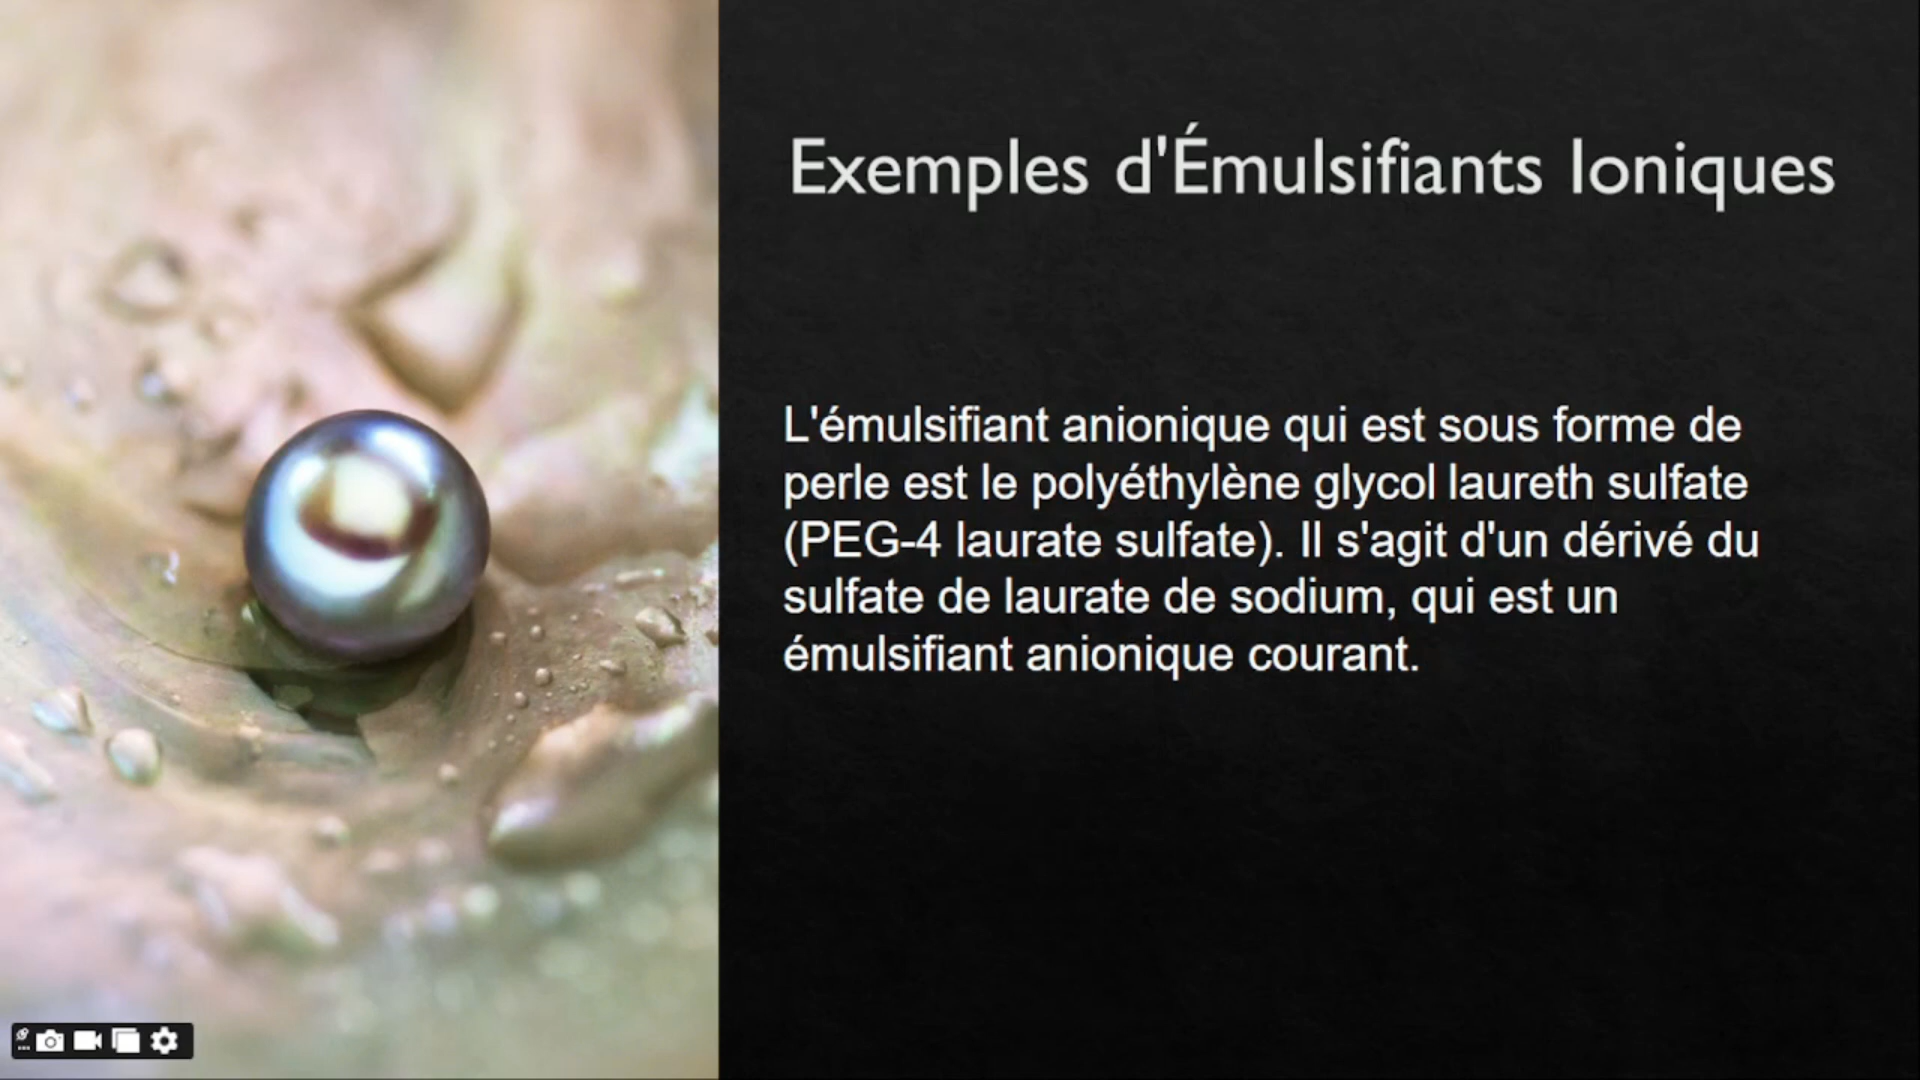 Exemples d'Émulsifiants Ioniques
L'émulsifiant anionique qui est sous forme de
perle est le polyéthylène glycol laureth sulfate
(PEG-4 laurate sulfate). Il s'agit d'un dérivé du
sulfate de laurate de sodium, qui est un
émulsifiant anionique courant.